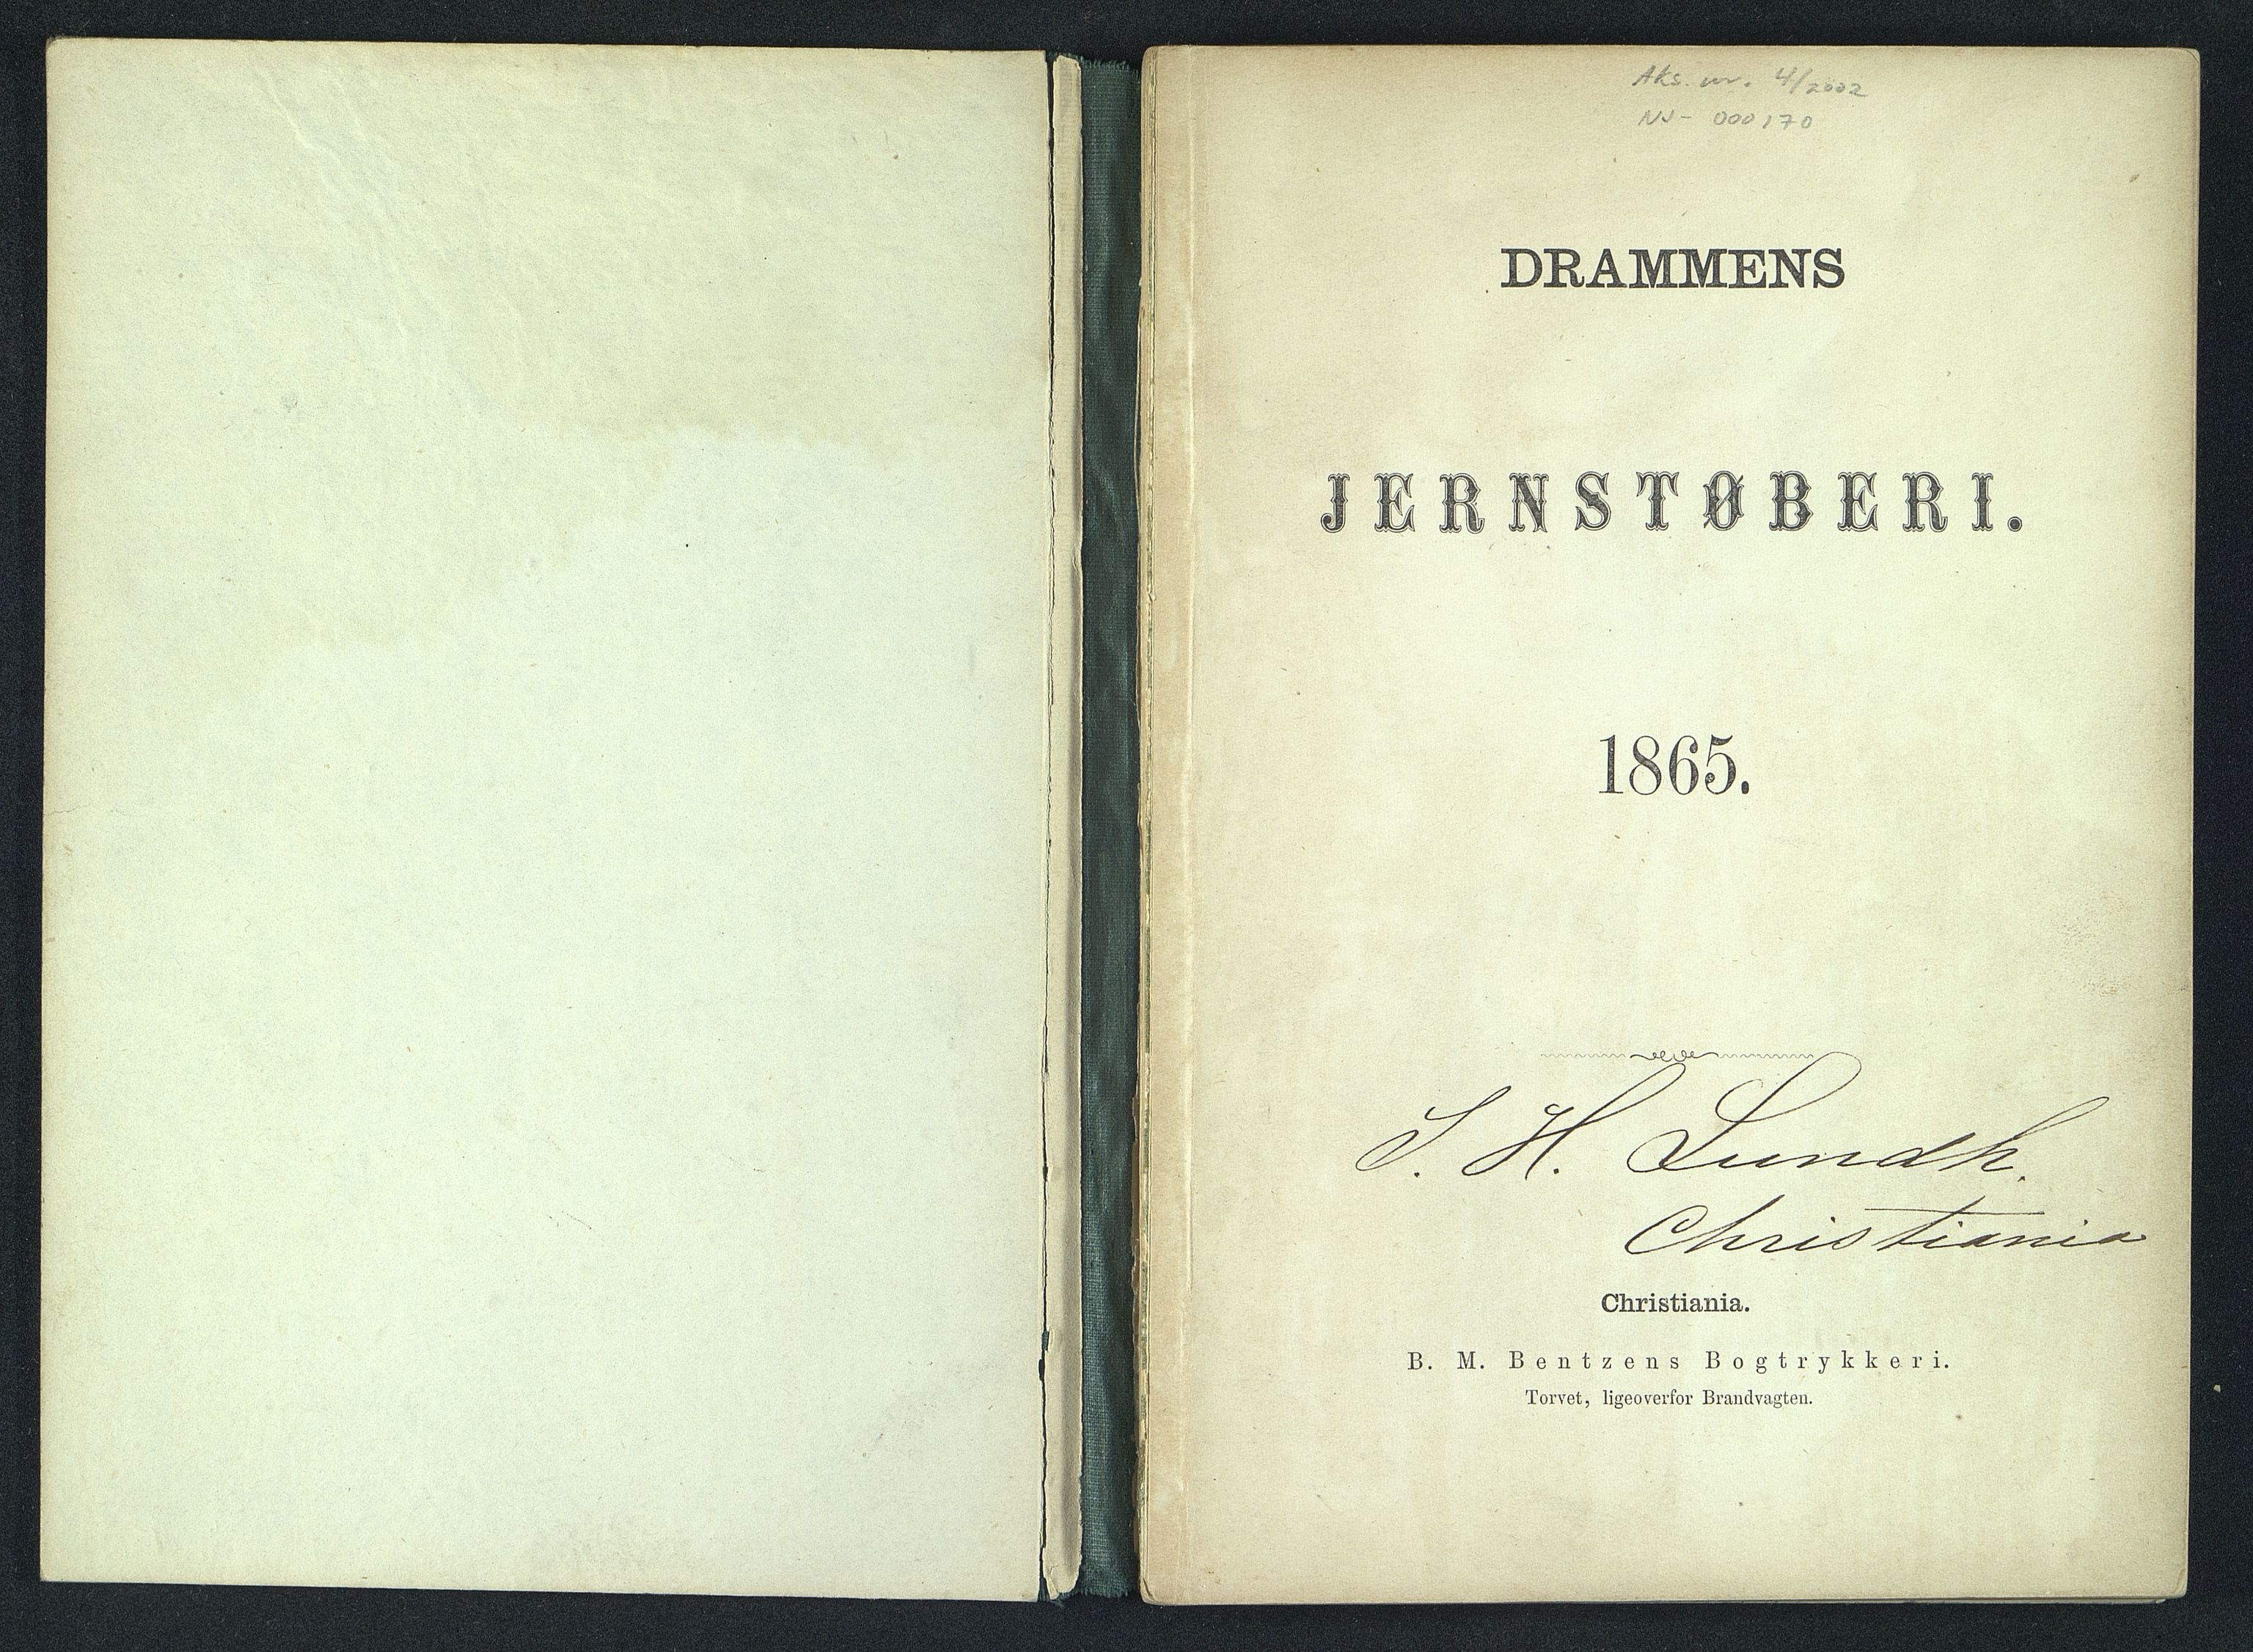 Aks. nr. 4/2002
NJ- 000170
DRAMMENS
JERNSTØBERI.
1865.
S. H. Lundh.
Christiania
Christiania.
B. M. Bentzens Bogtrykkeri.
Torvet, ligeoverfor Brandvagten.